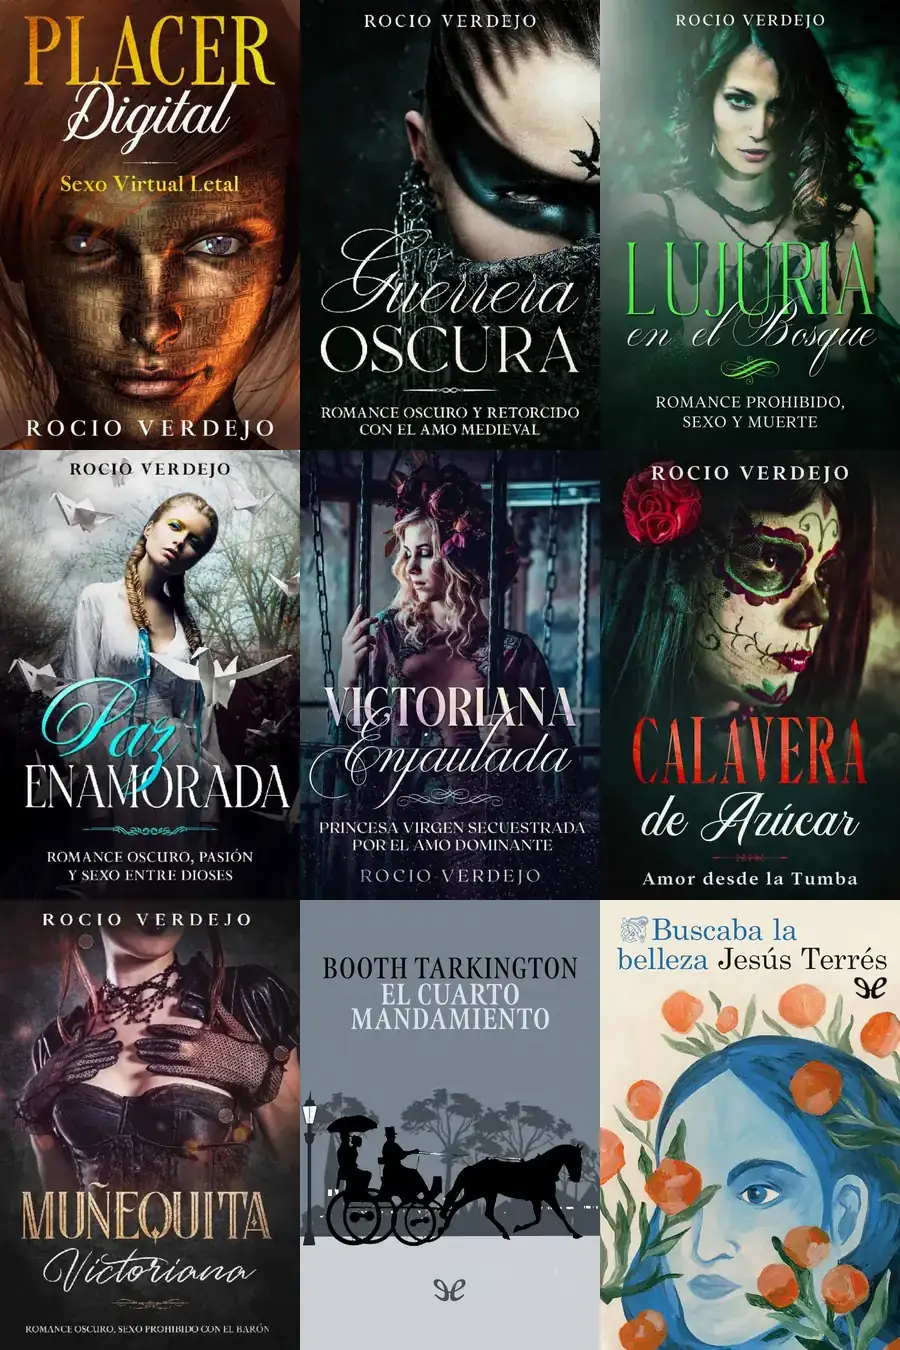 PLACER
Digital
Sexo Virtual Letal
ROCIO VERDEJO
ROCIO VERDEJO
Guerrera
OSCURA
ROMANCE OSCURO Y RETORCIDO
CON EL AMO MEDIEVAL
ROCIO VERDEJO
LUJURIA
en el Bosque
ROMANCE PROHIBIDO,
SEXO Y MUERTE
ROCIO VERDEJO
Paz
ENAMORADA
ROMANCE OSCURO, PASIÓN
Y SEXO ENTRE DIOSES
VICTORIANA
Enjaulada
PRINCESA VIRGEN SECUESTRADA
POR EL AMO DOMINANTE
ROCIO VERDEJO
ROCIO VERDEJO
CALAVERA
de Azúcar
Amor desde la Tumba
ROCIO VERDEJO
MUÑEQUITA
Victoriana
ROMANCE OSCURO, SEXO PROHIBIDO CON EL BARÓN
BOOTH TARKINGTON
EL CUARTO
MANDAMIENTO
Buscaba la
belleza Jesús Terrés